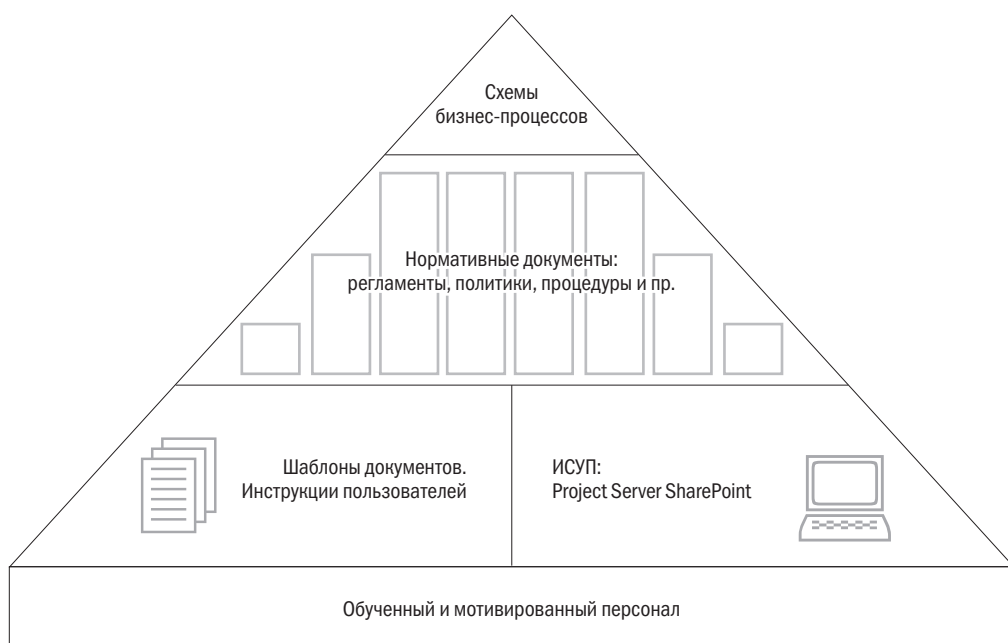 Схемы
бизнес-процессов
Нормативные документы:
регламенты, политики, процедуры и пр.
Шаблоны документов.
Инструкции пользователей
ИСУП:
Project Server SharePoint
Обученный и мотивированный персонал